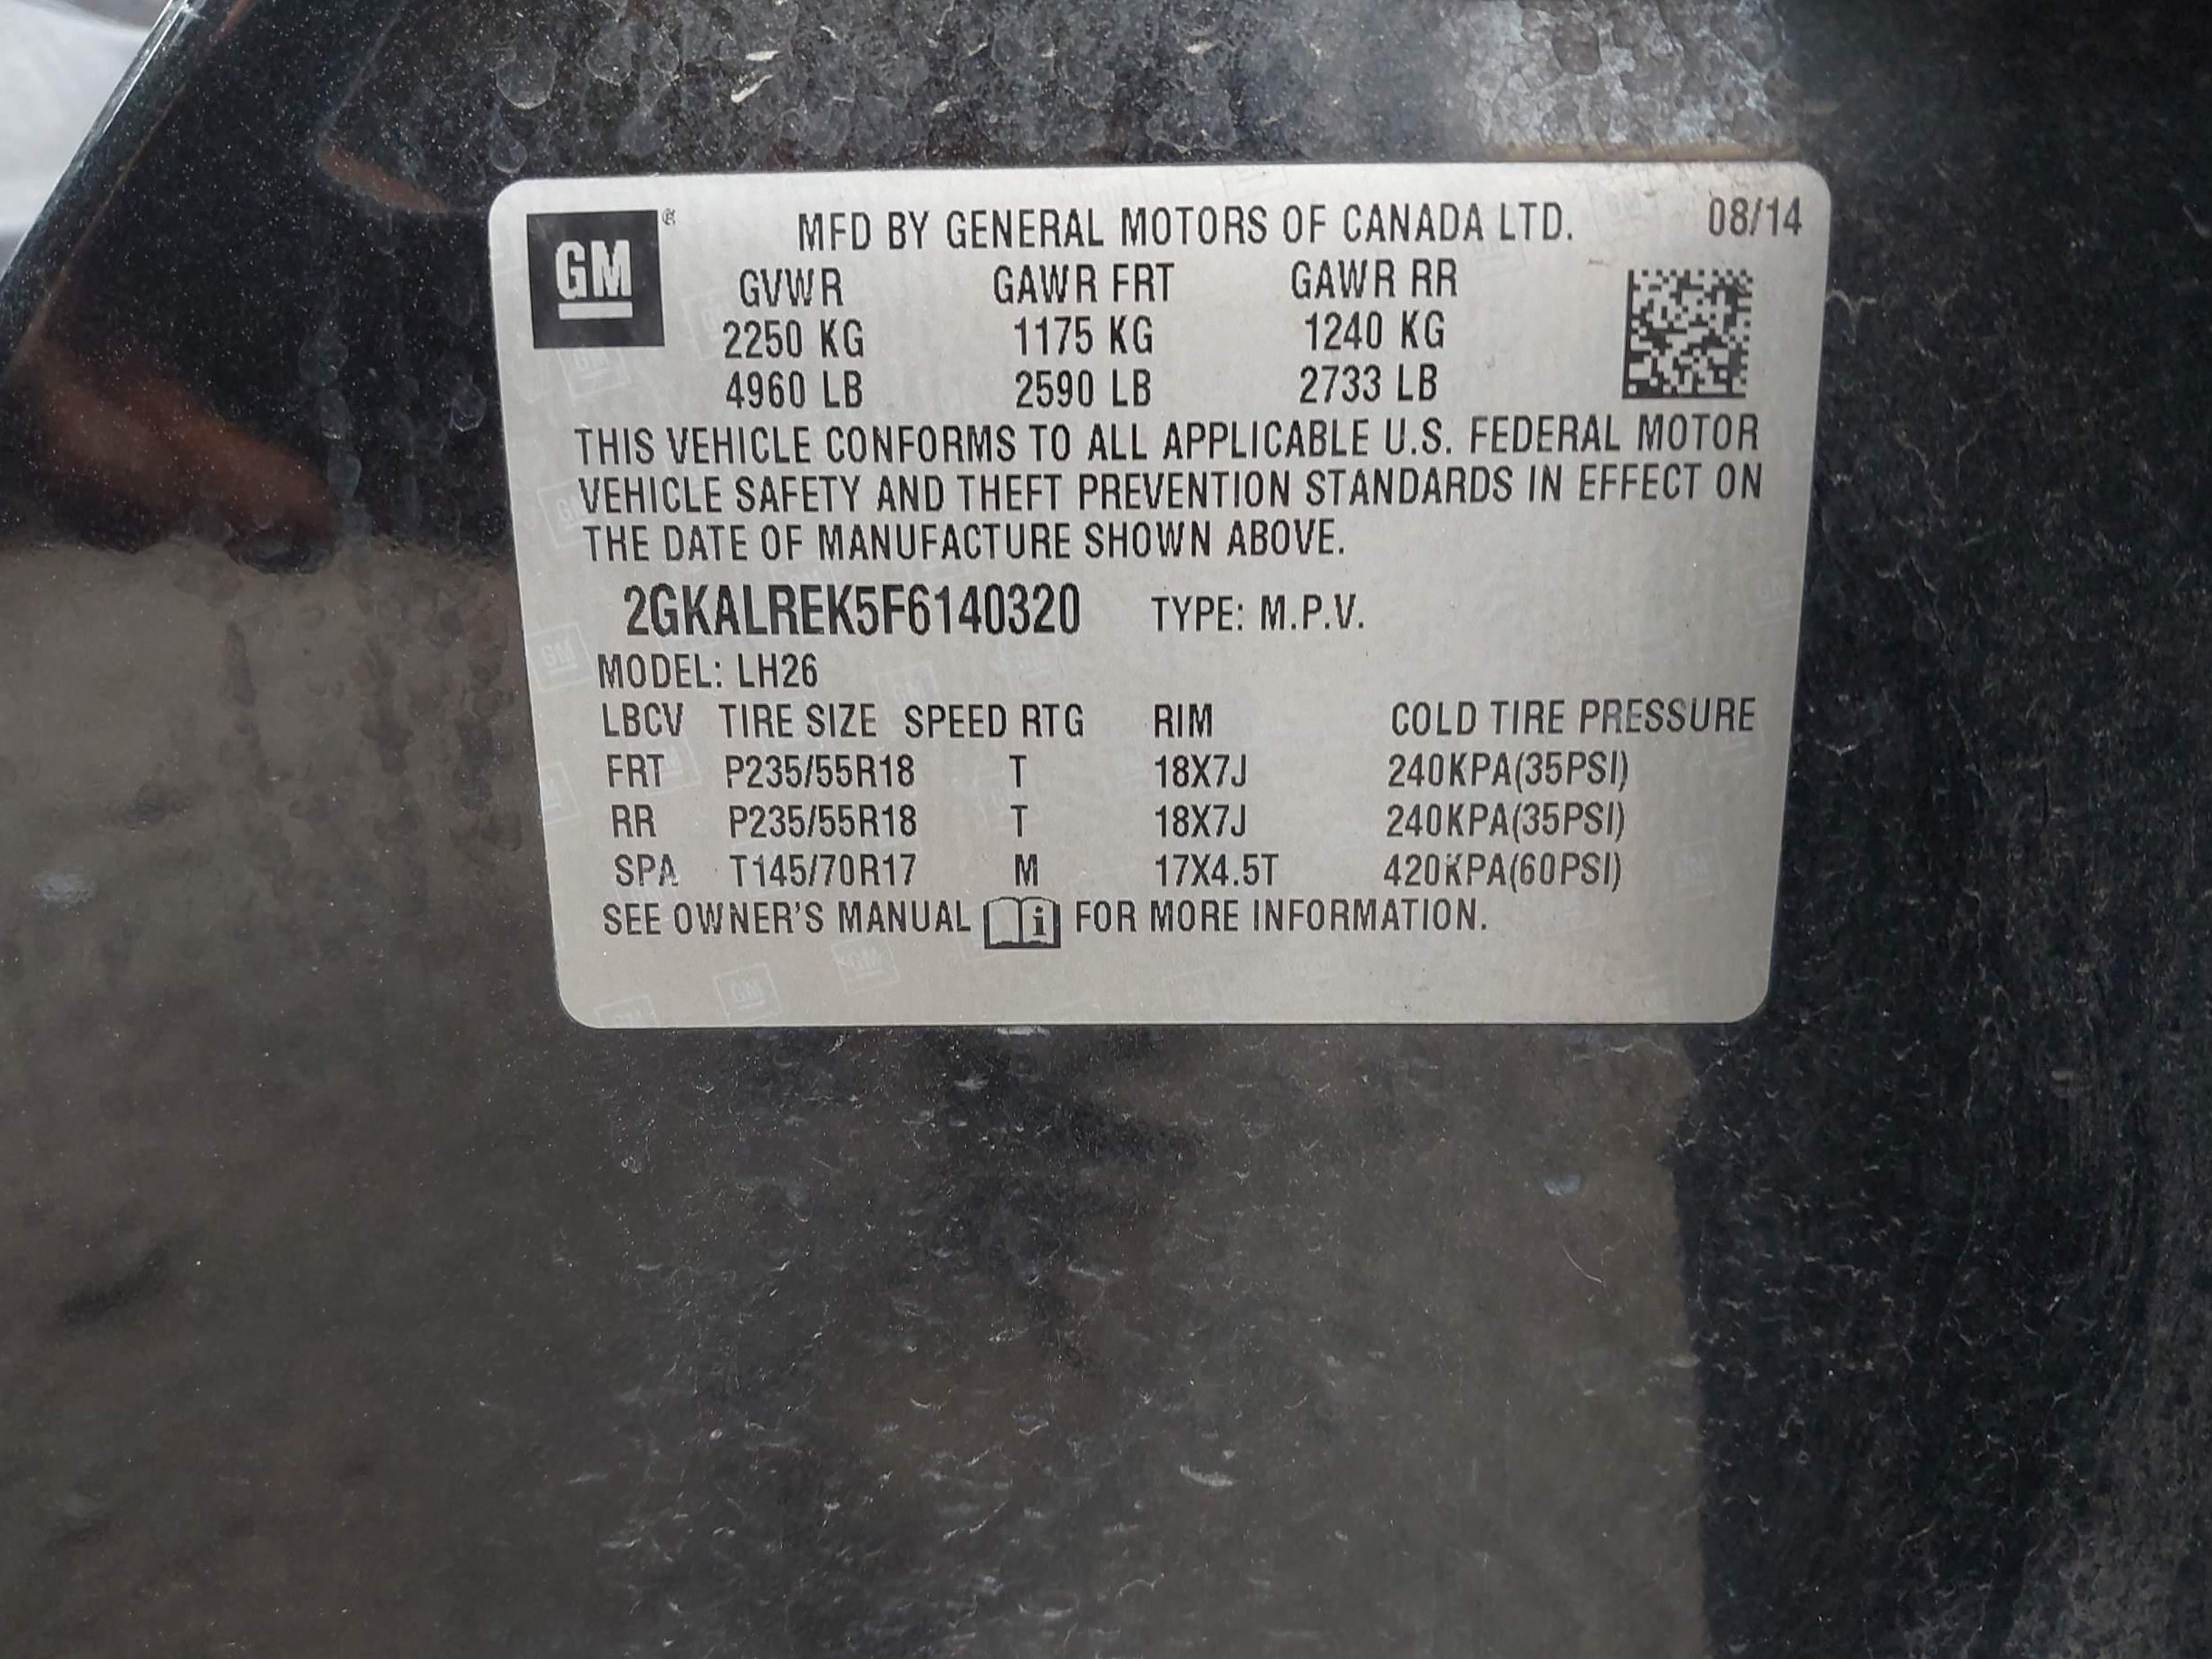 GM ® MFD BY GENERAL MOTORS OF CANADA LTD. 08/14
GVWR GAWR FRT GAWR RR
2250 KG 1175 KG 1240 KG
4960 LB 2590 LB 2733 LB
THIS VEHICLE CONFORMS TO ALL APPLICABLE U.S. FEDERAL MOTOR
VEHICLE SAFETY AND THEFT PREVENTION STANDARDS IN EFFECT ON
THE DATE OF MANUFACTURE SHOWN ABOVE.
2GKALREK5F6140320 TYPE: M.P.V.
MODEL: LH26
LBCV TIRE SIZE SPEED RTG RIM COLD TIRE PRESSURE
FRT P235/55R18 T 18X7J 240KPA(35PSI)
RR P235/55R18 T 18X7J 240KPA(35PSI)
SPA T145/70R17 M 17X4.5T 420KPA(60PSI)
SEE OWNER'S MANUAL i FOR MORE INFORMATION.